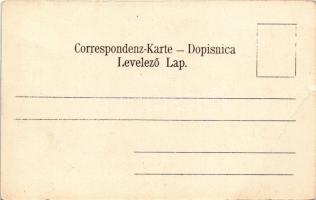 Correspondenz-Karte — Dopisnica
Levelező Lap.